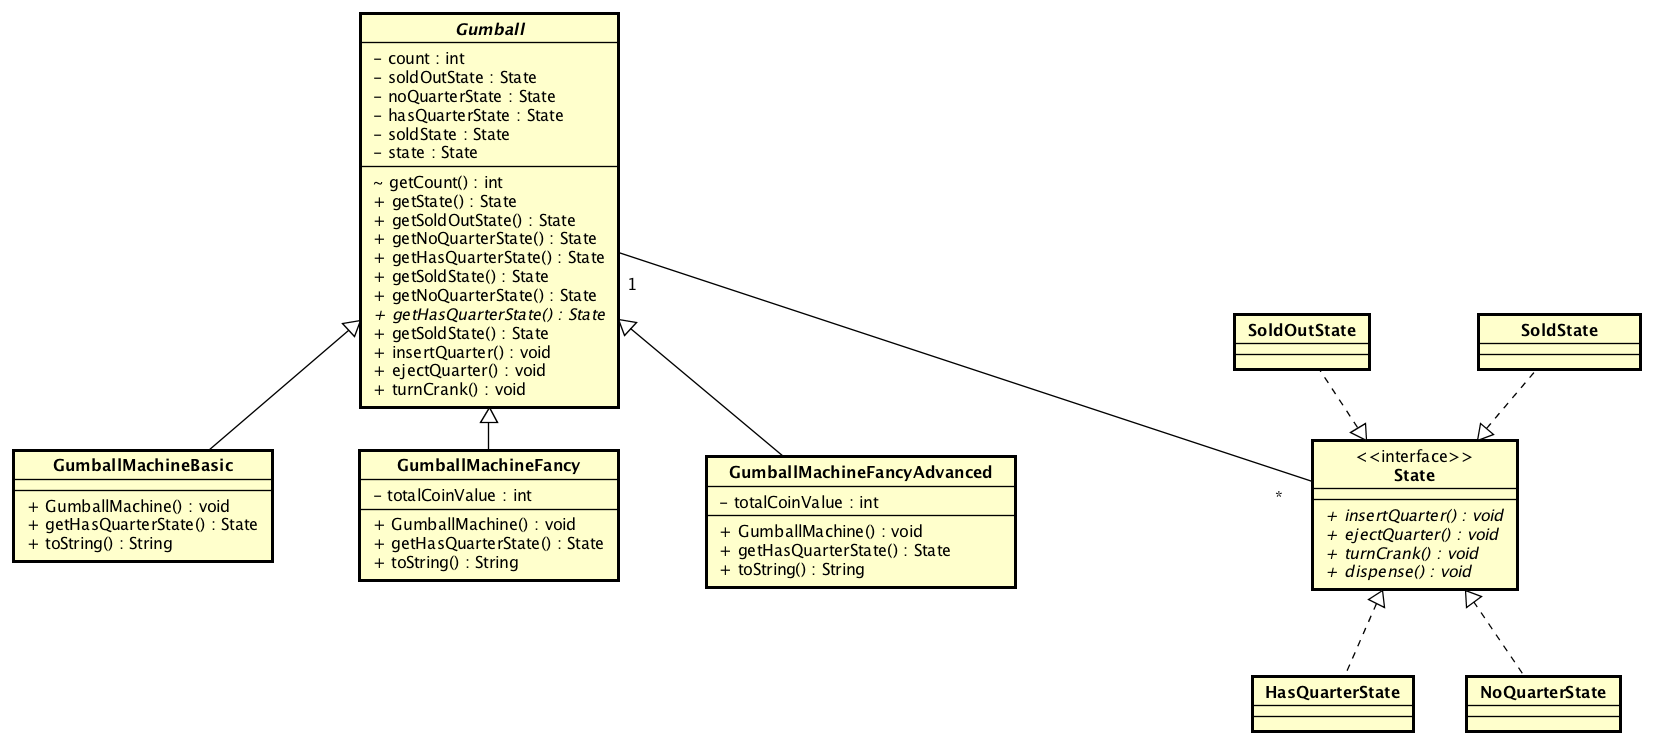 Gumball
- count : int
- soldOutState : State
- noQuarterState : State
- hasQuarterState : State
- soldState : State
- state : State
~ getCount() : int
+ getState() : State
+ getSoldOutState() : State
+ getNoQuarterState() : State
+ getHasQuarterState() : State
+ getSoldState() : State
+ getNoQuarterState() : State
+ getHasQuarterState() : State
+ getSoldState() : State
+ insertQuarter() : void
+ ejectQuarter() : void
+ turnCrank() : void
1
*
GumballMachineBasic
+ GumballMachine() : void
+ getHasQuarterState() : State
+ toString() : String
GumballMachineFancy
- totalCoinValue : int
+ GumballMachine() : void
+ getHasQuarterState() : State
+ toString() : String
GumballMachineFancyAdvanced
- totalCoinValue : int
+ GumballMachine() : void
+ getHasQuarterState() : State
+ toString() : String
SoldOutState
SoldState
<<interface>>
State
+ insertQuarter() : void
+ ejectQuarter() : void
+ turnCrank() : void
+ dispense() : void
HasQuarterState
NoQuarterState